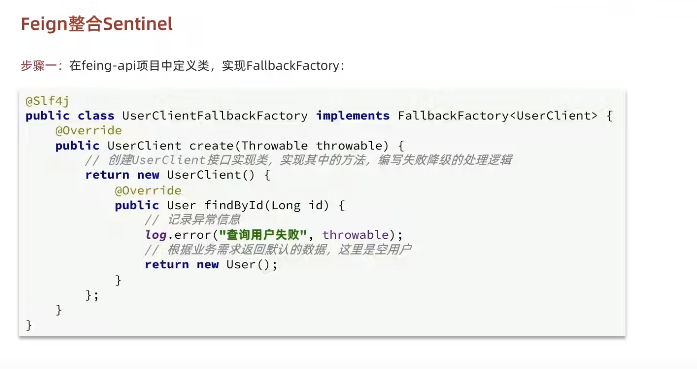 Feign整合Sentinel
步骤一：在feing-api项目中定义类，实现FallbackFactory：
@Slf4j
public class UserClientFallbackFactory implements FallbackFactory<UserClient> {
    @Override
    public UserClient create(Throwable throwable) {
        // 创建UserClient接口实现类，实现其中的方法，编写失败降级的处理逻辑
        return new UserClient() {
            @Override
            public User findById(Long id) {
                // 记录异常信息
                log.error("查询用户失败", throwable);
                // 根据业务需求返回默认的数据，这里是空用户
                return new User();
            }
        };
    }
}